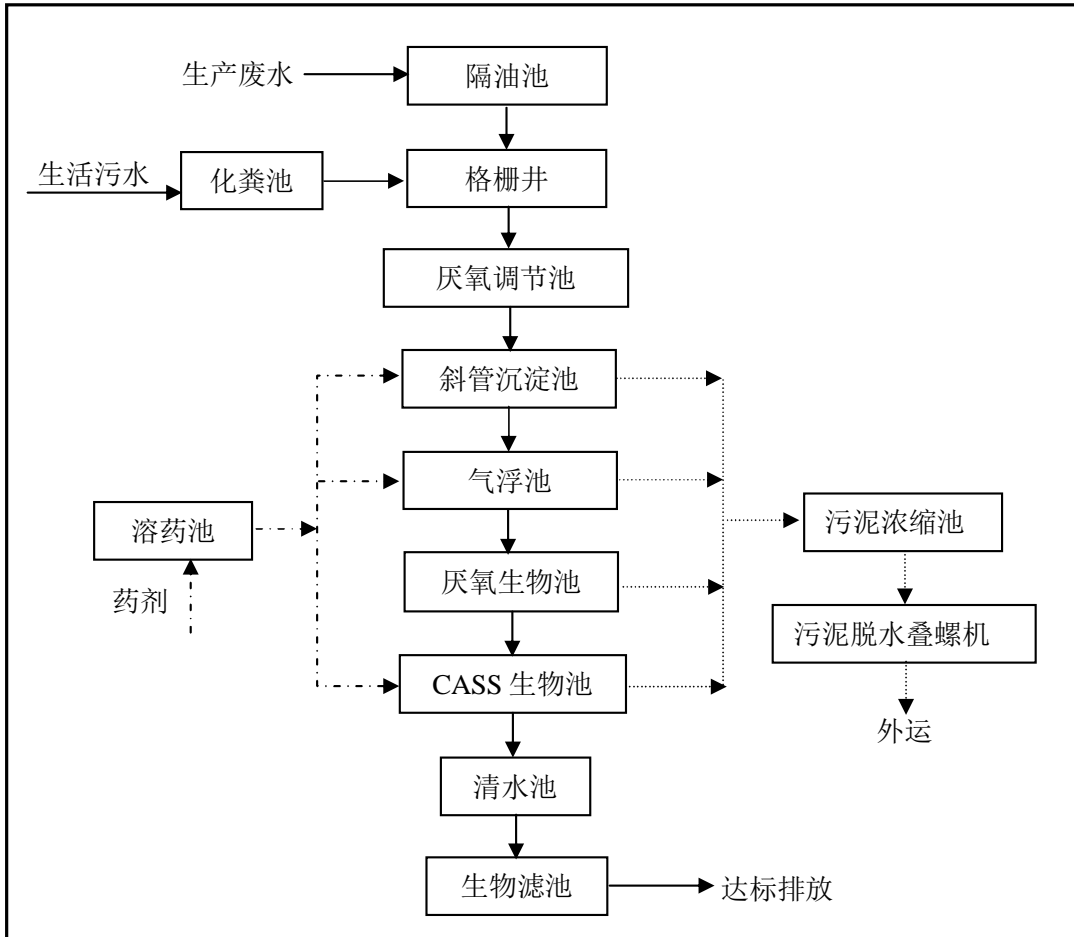 生产废水
隔油池
生活污水
化粪池
格栅井
厌氧调节池
斜管沉淀池
气浮池
溶药池
污泥浓缩池
厌氧生物池
药剂
污泥脱水叠螺机
CASS 生物池
外运
清水池
生物滤池
达标排放